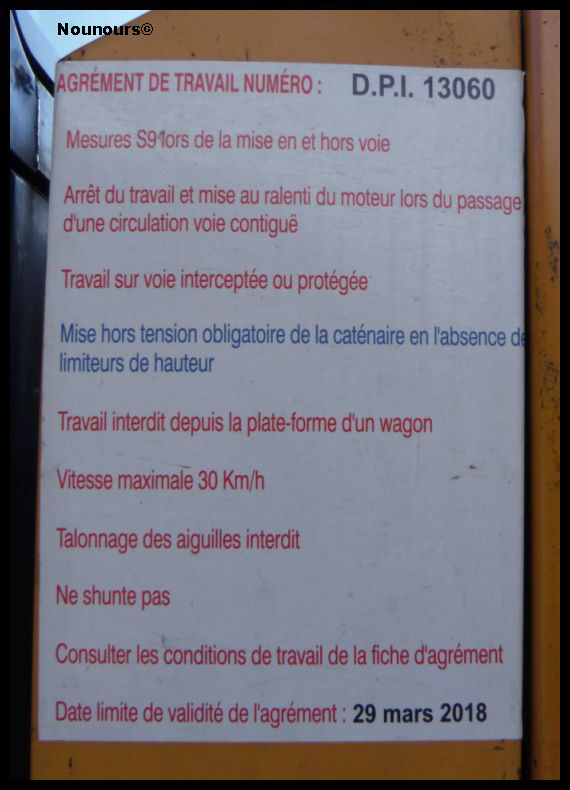 Nounours©
AGRÉMENT DE TRAVAIL NUMÉRO : D.P.I. 13060
Mesures S9 lors de la mise en et hors voie
Arrêt du travail et mise au ralenti du moteur lors du passage
d'une circulation voie contiguë
Travail sur voie interceptée ou protégée
Mise hors tension obligatoire de la caténaire en l'absence de
limiteurs de hauteur
Travail interdit depuis la plate-forme d'un wagon
Vitesse maximale 30 Km/h
Talonnage des aiguilles interdit
Ne shunte pas
Consulter les conditions de travail de la fiche d'agrément
Date limite de validité de l'agrément : 29 mars 2018